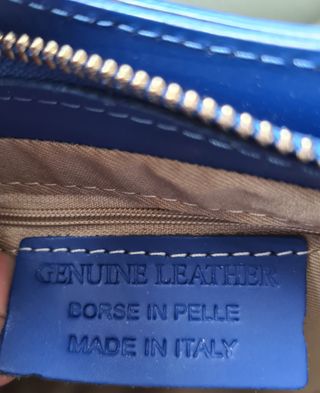 GENUINE LEATHER
BORSE IN PELLE
MADE IN ITALY